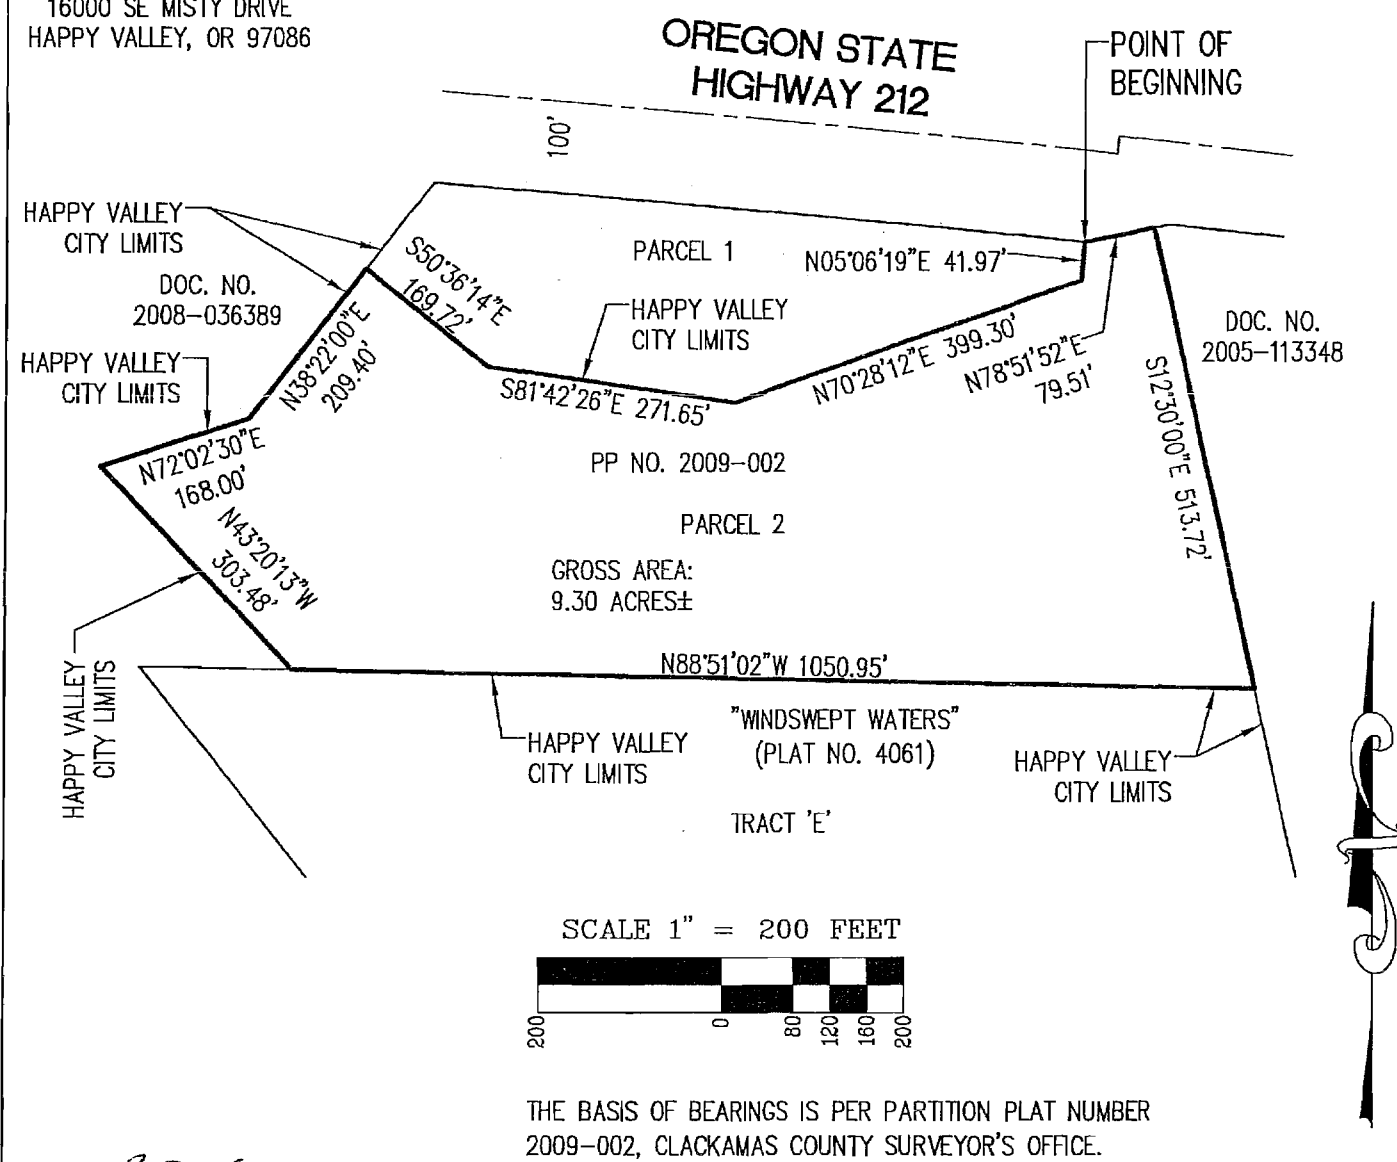 16000 SE MISTY DRIVE
HAPPY VALLEY, OR 97086
OREGON STATE
HIGHWAY 212
POINT OF
BEGINNING
100'
HAPPY VALLEY
CITY LIMITS
DOC. NO.
2008-036389
HAPPY VALLEY
CITY LIMITS
S50°36'14"E
169.72'
PARCEL 1
N05°06'19"E 41.97'
HAPPY VALLEY
CITY LIMITS
DOC. NO.
2005-113348
N38°22'00"E
209.40'
S81°42'26"E 271.65'
N70°28'12"E 399.30'
N78°51'52"E
79.51'
S12°30'00"E 513.72'
N72°02'30"E
168.00'
PP NO. 2009-002
PARCEL 2
N43°20'13"W
303.48'
GROSS AREA:
9.30 ACRES±
HAPPY VALLEY
CITY LIMITS
N88°51'02"W 1050.95'
"WINDSWEPT WATERS"
(PLAT NO. 4061)
HAPPY VALLEY
CITY LIMITS
HAPPY VALLEY
CITY LIMITS
TRACT 'E'
SCALE 1" = 200 FEET
200 0 80 120 160 200
THE BASIS OF BEARINGS IS PER PARTITION PLAT NUMBER
2009-002, CLACKAMAS COUNTY SURVEYOR'S OFFICE.